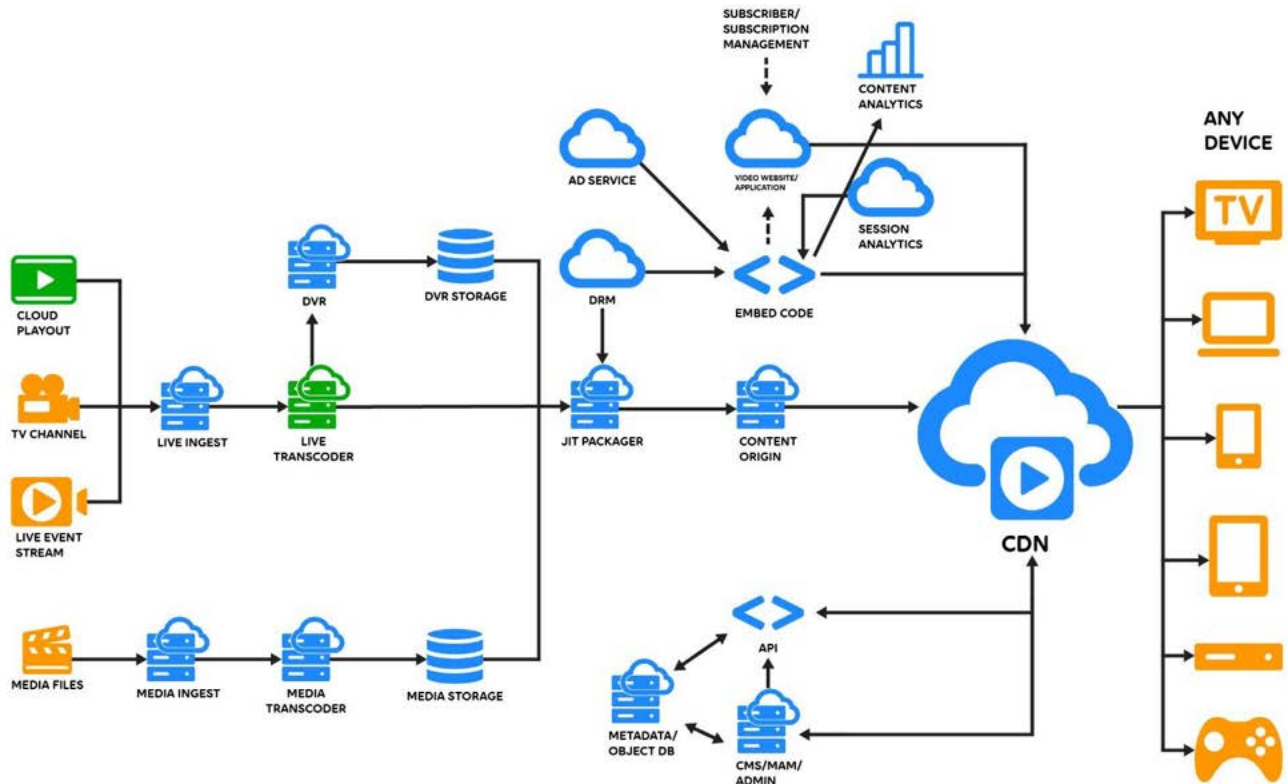 SUBSCRIBER/
SUBSCRIPTION
MANAGEMENT
CONTENT
ANALYTICS
ANY
DEVICE
AD SERVICE
VIDEO WEBSITE/
APPLICATION
TV
SESSION
ANALYTICS
DVR
DVR STORAGE
DRM
EMBED CODE
CLOUD
PLAYOUT
TV CHANNEL
LIVE INGEST
LIVE
TRANSCODER
JIT PACKAGER
CONTENT
ORIGIN
LIVE EVENT
STREAM
CDN
API
MEDIA FILES
MEDIA INGEST
MEDIA
TRANSCODER
MEDIA STORAGE
METADATA/
OBJECT DB
CMS/MAM/
ADMIN